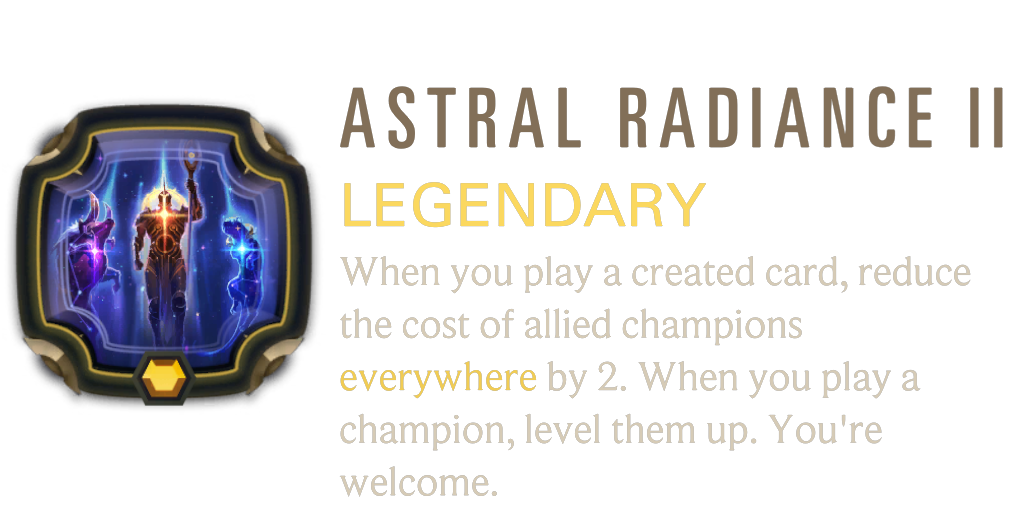 ASTRAL RADIANCE II
LEGENDARY
When you play a created card, reduce
the cost of allied champions
everywhere by 2. When you play a
champion, level them up. You're
welcome.